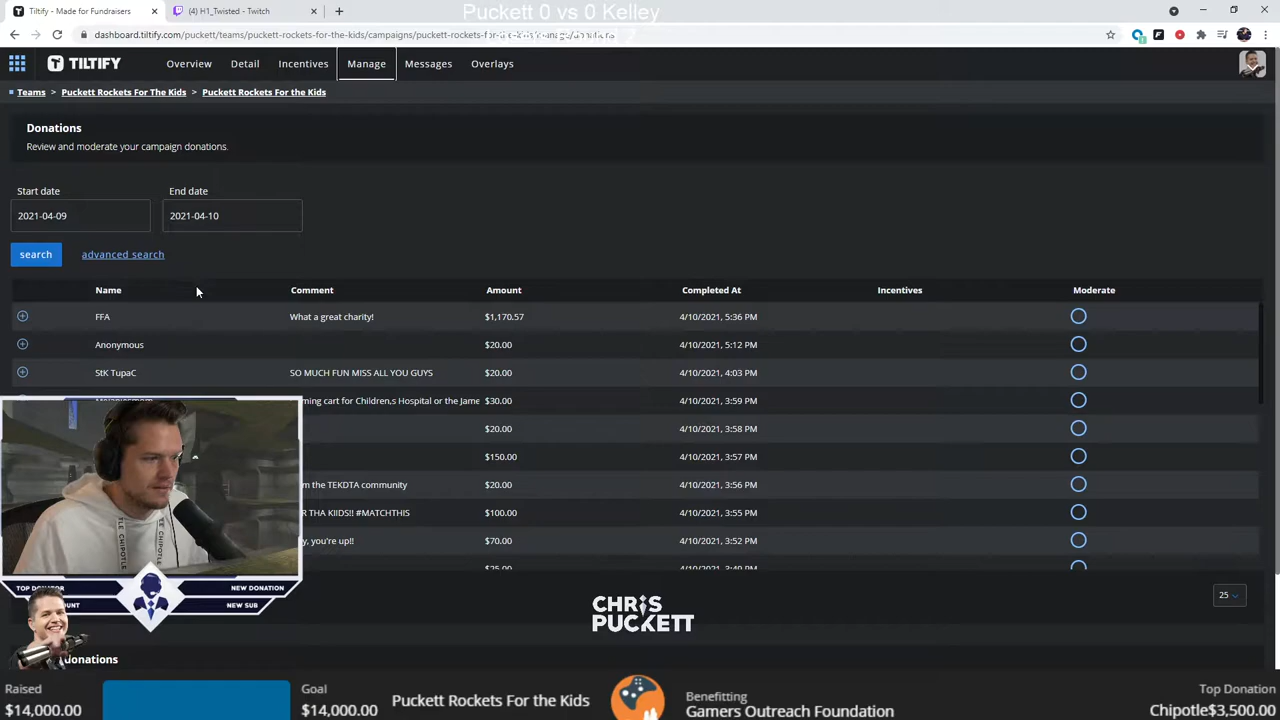 Tiltify - Made for Fundraisers
(4) H1_Twisted - Twitch
Puckett 0 vs 0 Kelley
dashboard.tiltify.com/puckett/teams/puckett-rockets-for-the-kids/campaigns/puckett-rockets-for-the-kids/manage/donations
TILTIFY
Overview
Detail
Incentives
Manage
Messages
Overlays
Teams > Puckett Rockets For The Kids > Puckett Rockets For the Kids
Donations
Review and moderate your campaign donations.
Start date
End date
2021-04-09
2021-04-10
search
advanced search
Name Comment Amount Completed At Incentives Moderate
FFA What a great charity! $1,170.57 4/10/2021, 5:36 PM
Anonymous $20.00 4/10/2021, 5:12 PM
StK TupaC SO MUCH FUN MISS ALL YOU GUYS $20.00 4/10/2021, 4:03 PM
ming cart for Children,s Hospital or the Jame $30.00 4/10/2021, 3:59 PM
$20.00 4/10/2021, 3:58 PM
$150.00 4/10/2021, 3:57 PM
m the TEKDTA community $20.00 4/10/2021, 3:56 PM
R THA KIIDS!! #MATCHTHIS $100.00 4/10/2021, 3:55 PM
y, you're up!! $70.00 4/10/2021, 3:52 PM
$25.00 4/10/2021, 3:49 PM
CHIPOTLE
TOP DONATOR
NEW DONATION
NEW SUB
25
CHRIS
PUCKETT
donations
Raised
$14,000.00
Goal
$14,000.00
Puckett Rockets For the Kids
Benefitting
Gamers Outreach Foundation
Top Donation
Chipotle$3,500.00